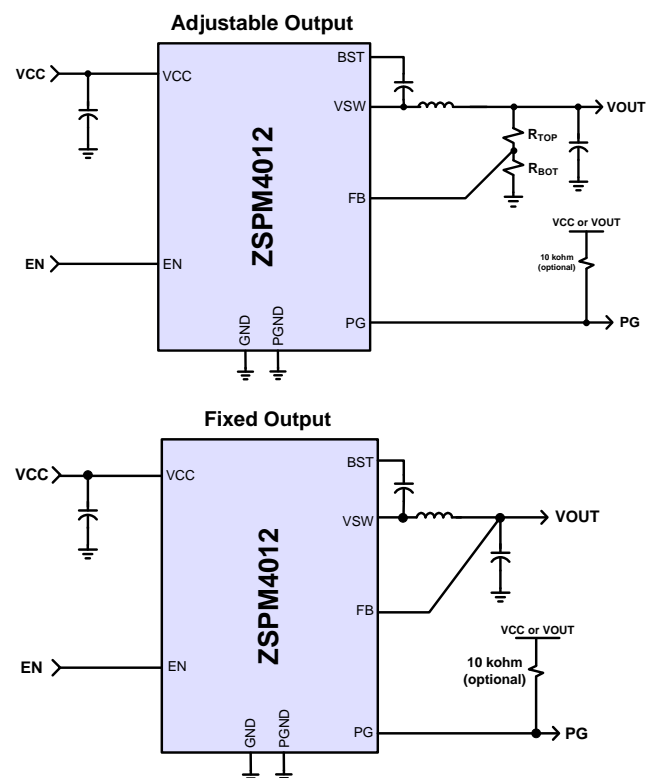 Adjustable Output
BST
VCC
VCC
VSW
VOUT
R_TOP
R_BOT
ZSPM4012
FB
VCC or VOUT
10 kohm
(optional)
EN
EN
GND
PGND
PG
PG
Fixed Output
BST
VCC
VCC
VSW
VOUT
ZSPM4012
FB
VCC or VOUT
10 kohm
(optional)
EN
EN
GND
PGND
PG
PG